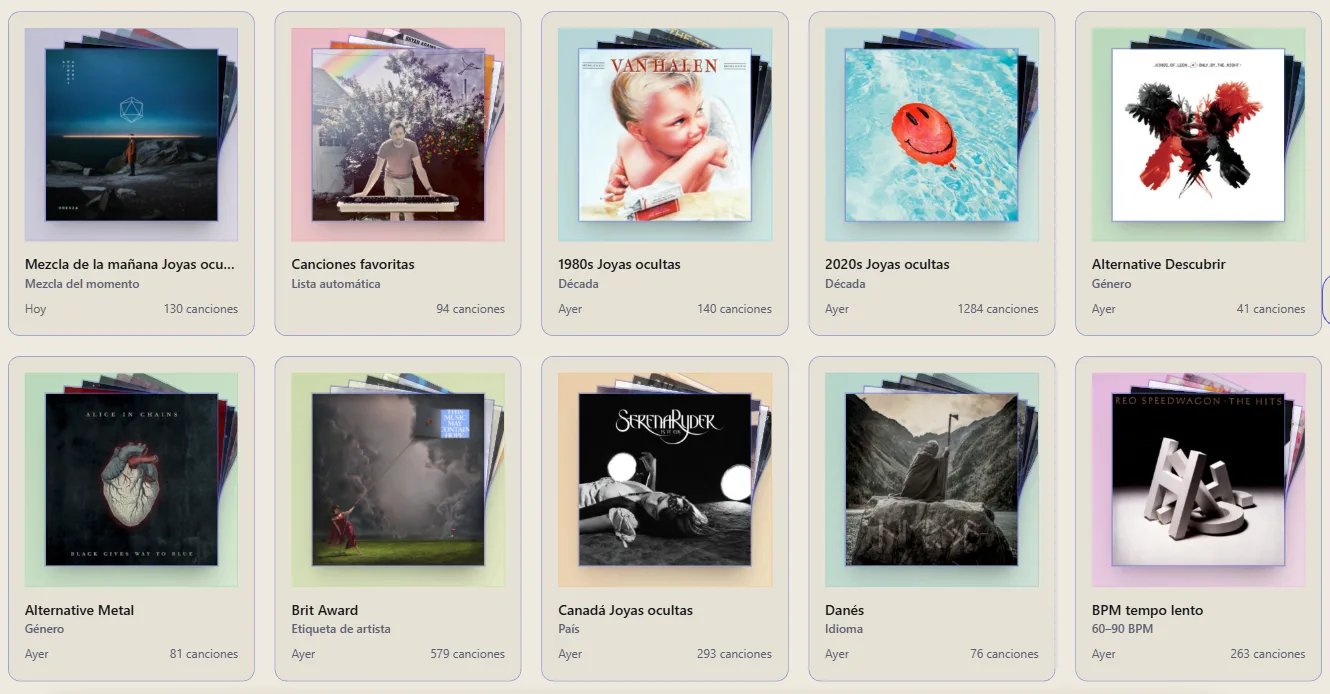 VAN HALEN
KINGS OF LEON ONLY BY THE NIGHT
ODESZA
Mezcla de la mañana Joyas ocu...
Mezcla del momento
Hoy
130 canciones
Canciones favoritas
Lista automática
94 canciones
1980s Joyas ocultas
Década
Ayer
140 canciones
2020s Joyas ocultas
Década
Ayer
1284 canciones
Alternative Descubrir
Género
Ayer
41 canciones
ALICE IN CHAINS
BLACK GIVES WAY TO BLUE
THIS
MUSIC
MAY
CONTAIN
HOPE
SERENA RYDER
IS IT OK
REO SPEEDWAGON · THE HITS
Alternative Metal
Género
Ayer
81 canciones
Brit Award
Etiqueta de artista
Ayer
579 canciones
Canadá Joyas ocultas
País
Ayer
293 canciones
Danés
Idioma
Ayer
76 canciones
BPM tempo lento
60–90 BPM
Ayer
263 canciones